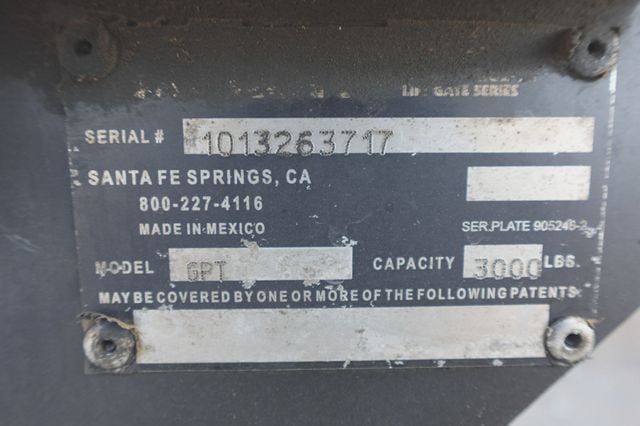 LIFTGATE SERIES
SERIAL # 1013263717
SANTA FE SPRINGS, CA
800-227-4116
MADE IN MEXICO SER.PLATE 905246-2
MODEL GPT CAPACITY 3000 LBS.
MAY BE COVERED BY ONE OR MORE OF THE FOLLOWING PATENTS: